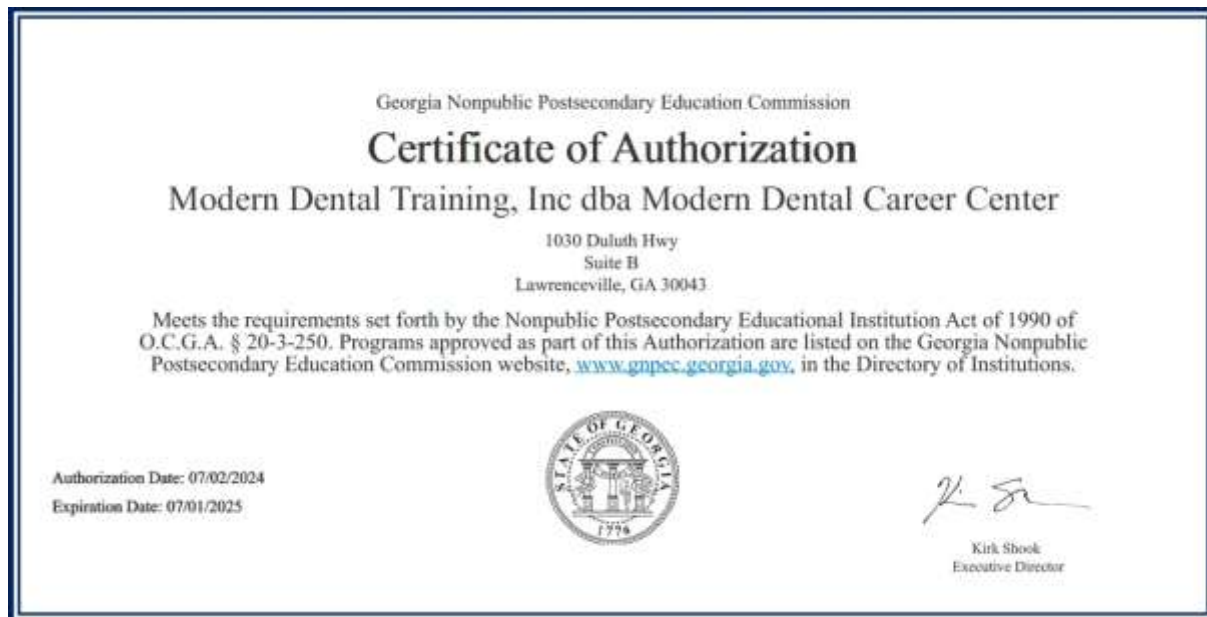 Georgia Nonpublic Postsecondary Education Commission
Certificate of Authorization
Modern Dental Training, Inc dba Modern Dental Career Center
1030 Duluth Hwy
Suite B
Lawrenceville, GA 30043
Meets the requirements set forth by the Nonpublic Postsecondary Educational Institution Act of 1990 of
O.C.G.A. § 20-3-250. Programs approved as part of this Authorization are listed on the Georgia Nonpublic
Postsecondary Education Commission website, www.gnpec.georgia.gov, in the Directory of Institutions.
STATE OF GEORGIA
1776
Authorization Date: 07/02/2024
Expiration Date: 07/01/2025
Kirk Shook
Executive Director